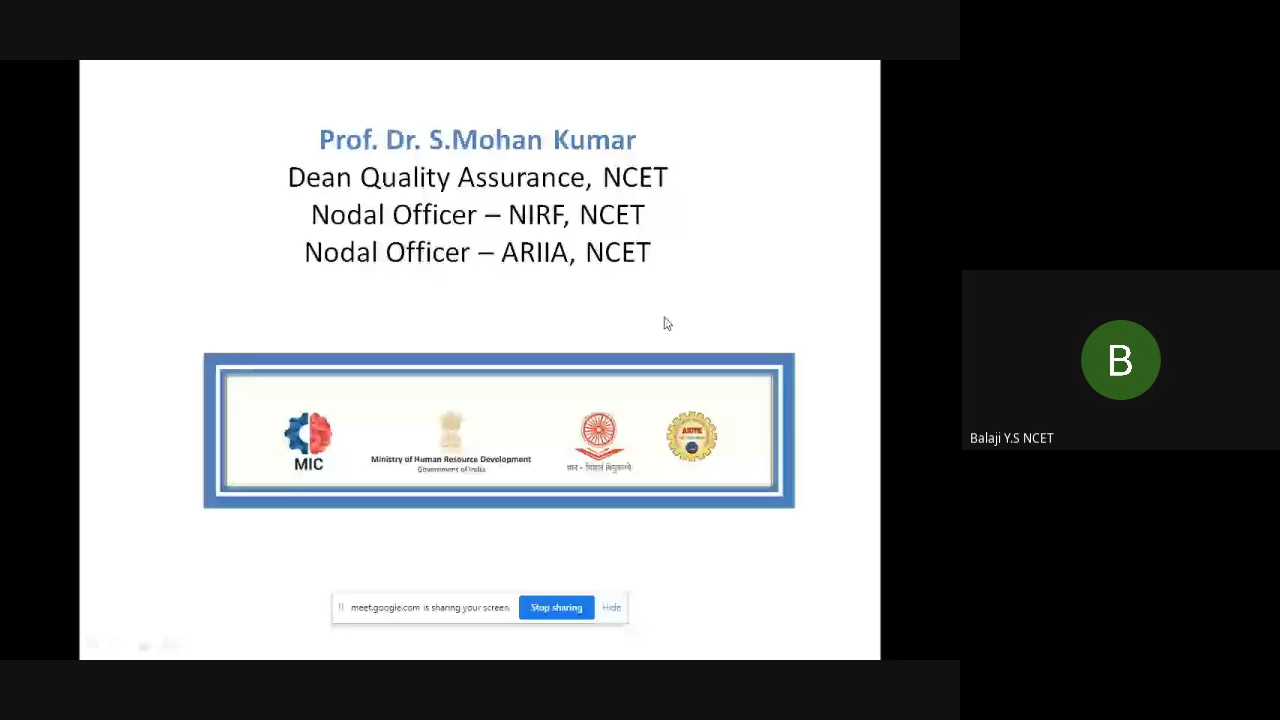 Prof. Dr. S.Mohan Kumar
Dean Quality Assurance, NCET
Nodal Officer – NIRF, NCET
Nodal Officer – ARIIA, NCET
MIC
Ministry of Human Resource Development
Government of India
AICTE
meet.google.com is sharing your screen.
Stop sharing
Hide
B
Balaji Y.S NCET